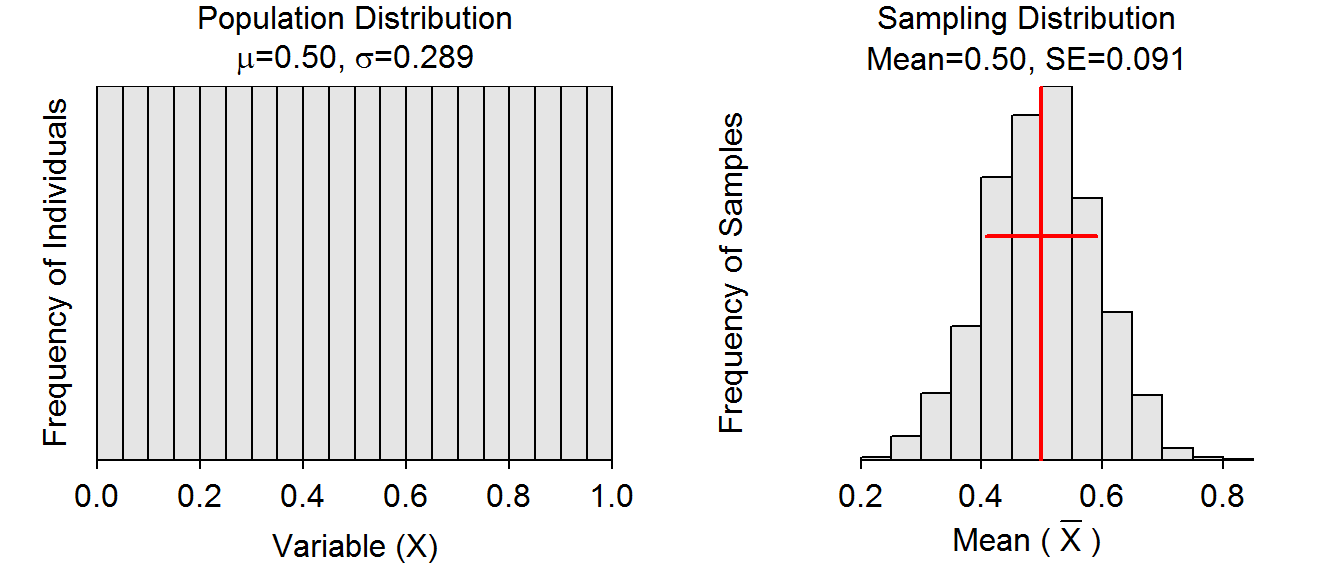 Population Distribution
μ=0.50, σ=0.289
Frequency of Individuals
0.0 0.2 0.4 0.6 0.8 1.0
Variable (X)
Sampling Distribution
Mean=0.50, SE=0.091
Frequency of Samples
0.2 0.4 0.6 0.8
Mean ( X̅ )